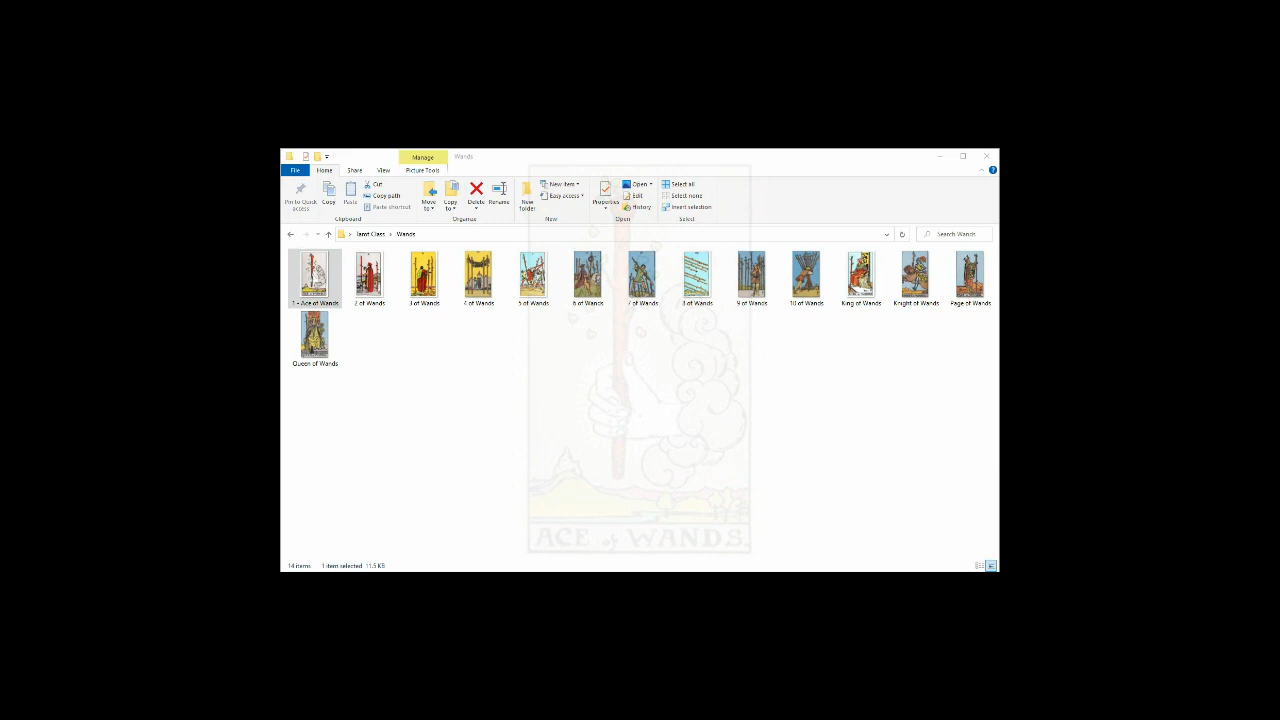 Manage Wands
File Home Share View Picture Tools
Pin to Quick access
Copy
Paste
Cut
Copy path
Paste shortcut
Clipboard
Move to
Copy to
Delete
Rename
Organize
New folder
New item
Easy access
New
Properties
Open
Edit
History
Open
Select all
Select none
Invert selection
Select
Tarot Class > Wands
Search Wands
1 - Ace of Wands 2 of Wands 3 of Wands 4 of Wands 5 of Wands 6 of Wands 7 of Wands 8 of Wands 9 of Wands 10 of Wands King of Wands Knight of Wands Page of Wands
Queen of Wands
ACE of WANDS.
14 items 1 item selected 11.5 KB